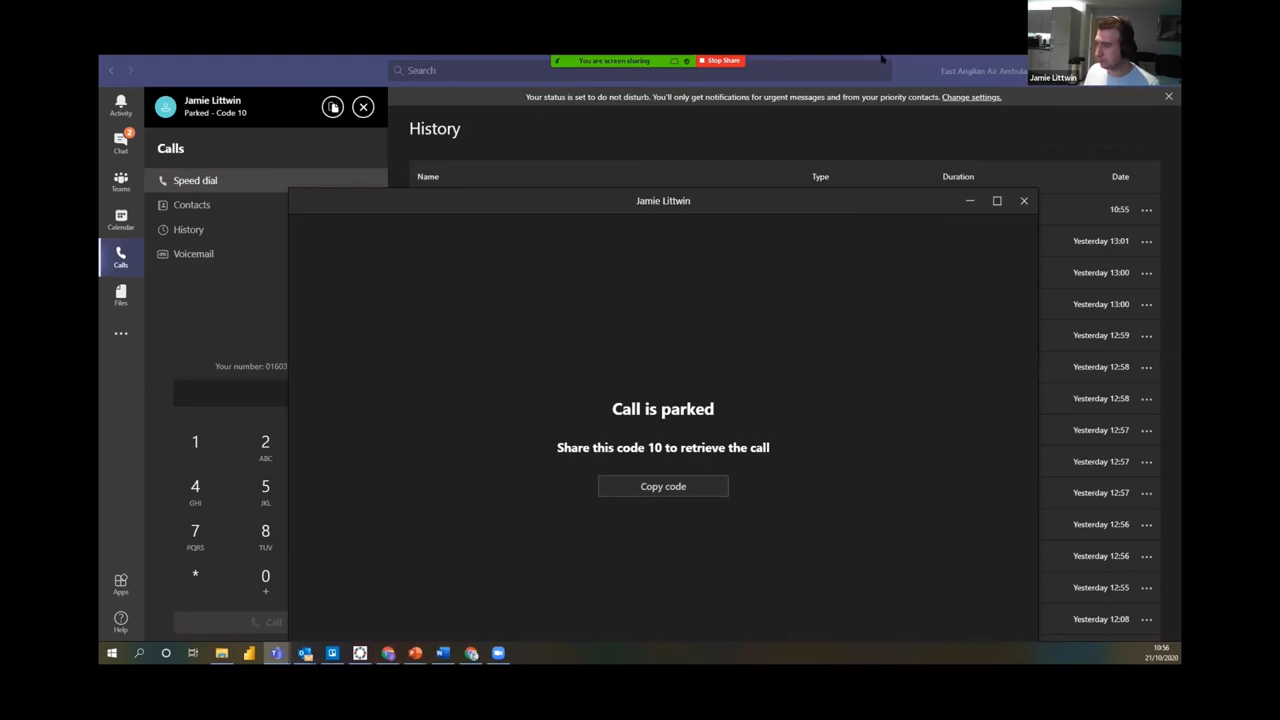 Search
You are screen sharing
Stop Share
East Anglian Air Ambula
Jamie Littwin
Activity
Chat
2
Teams
Calendar
Calls
Files
Apps
Help
Jamie Littwin
Parked - Code 10
Calls
Speed dial
Contacts
History
Voicemail
Your number: 01603
1
2
ABC
4
GHI
5
JKL
7
PQRS
8
TUV
*
0
+
Call
Your status is set to do not disturb. You'll only get notifications for urgent messages and from your priority contacts. Change settings.
History
Name Type Duration Date
10:55
Yesterday 13:01
Yesterday 13:00
Yesterday 13:00
Yesterday 12:59
Yesterday 12:58
Yesterday 12:58
Yesterday 12:57
Yesterday 12:57
Yesterday 12:57
Yesterday 12:56
Yesterday 12:56
Yesterday 12:55
Yesterday 12:08
Jamie Littwin
Call is parked
Share this code 10 to retrieve the call
Copy code
10:56
21/10/2020